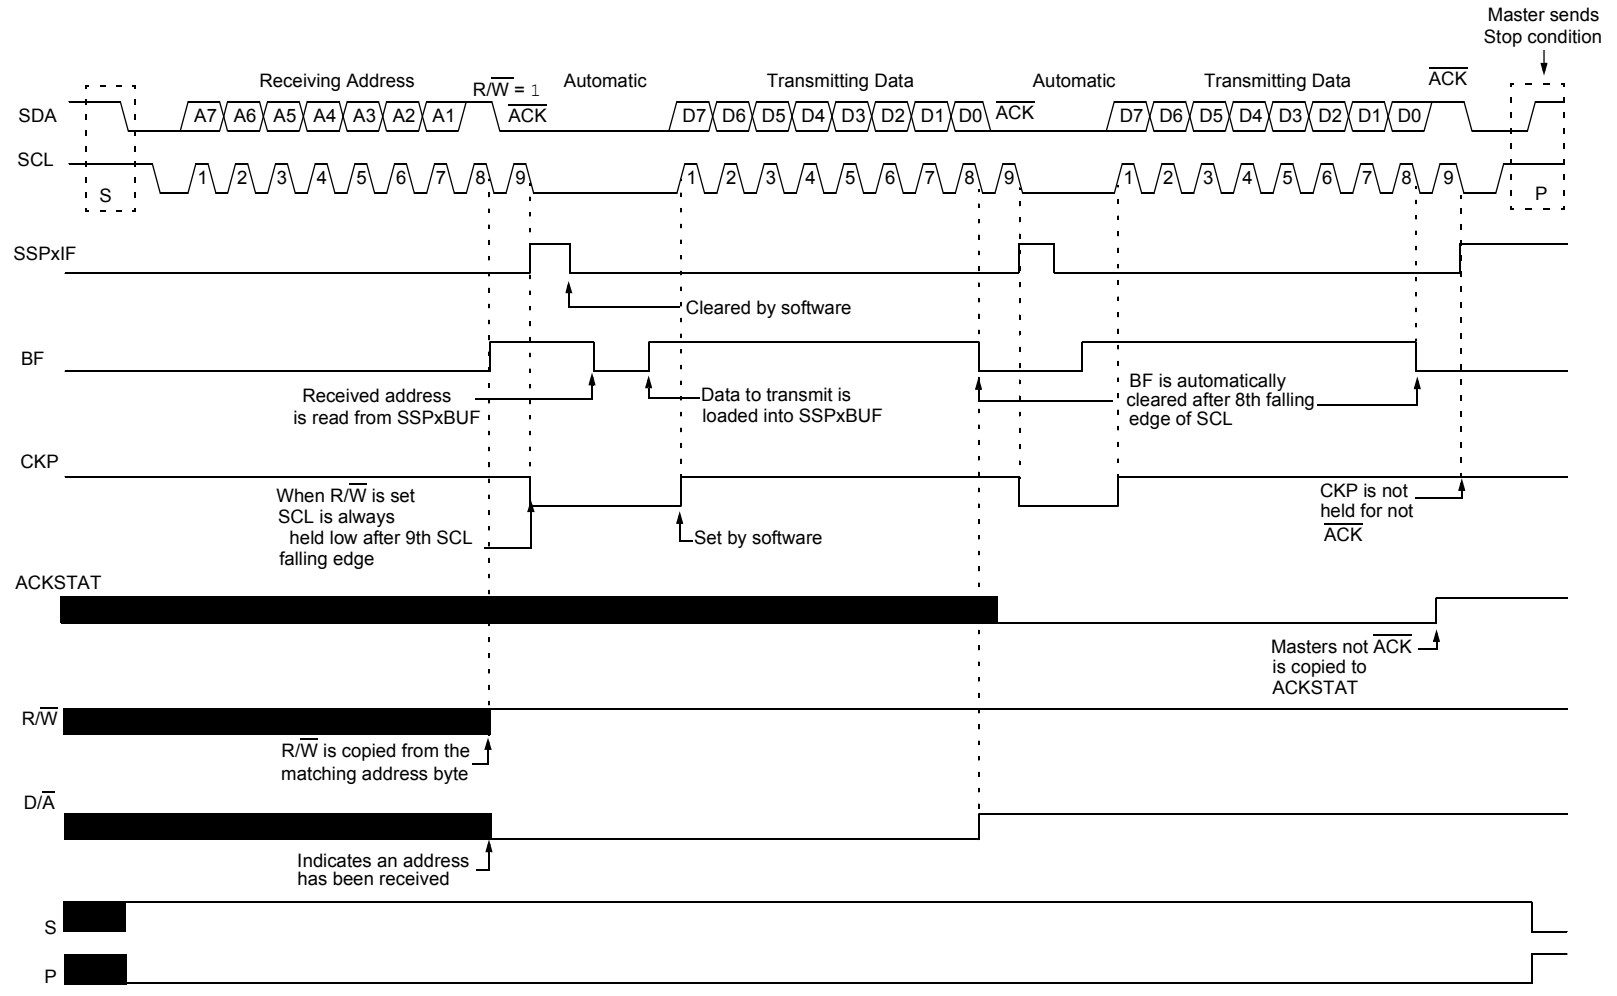 Master sends
Stop condition
Receiving Address
R/W̅ = 1
Automatic
Transmitting Data
Automatic
Transmitting Data
A̅C̅K̅
SDA
A7 A6 A5 A4 A3 A2 A1
A̅C̅K̅
D7 D6 D5 D4 D3 D2 D1 D0
A̅C̅K̅
D7 D6 D5 D4 D3 D2 D1 D0
SCL
1 2 3 4 5 6 7 8 9
1 2 3 4 5 6 7 8 9
1 2 3 4 5 6 7 8 9
S
P
SSPxIF
Cleared by software
BF
Received address
is read from SSPxBUF
Data to transmit is
loaded into SSPxBUF
BF is automatically
cleared after 8th falling
edge of SCL
CKP
When R/W̅ is set
SCL is always
held low after 9th SCL
falling edge
Set by software
CKP is not
held for not
A̅C̅K̅
ACKSTAT
Masters not A̅C̅K̅
is copied to
ACKSTAT
R/W̅
R/W̅ is copied from the
matching address byte
D/A̅
Indicates an address
has been received
S
P